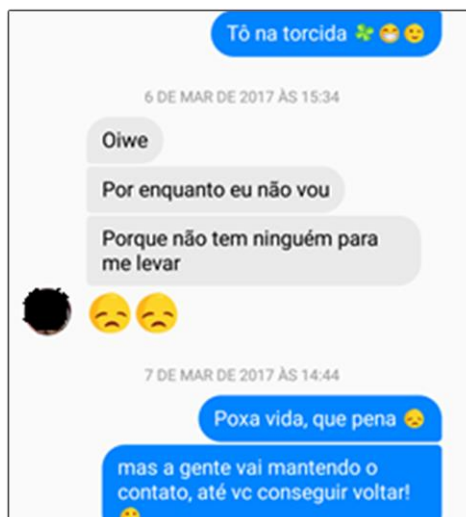 Tô na torcida 🍀😁🙂
6 DE MAR DE 2017 ÀS 15:34
Oiwe
Por enquanto eu não vou
Porque não tem ninguém para
me levar
😞😞
7 DE MAR DE 2017 ÀS 14:44
Poxa vida, que pena 😞
mas a gente vai mantendo o
contato, até vc conseguir voltar!